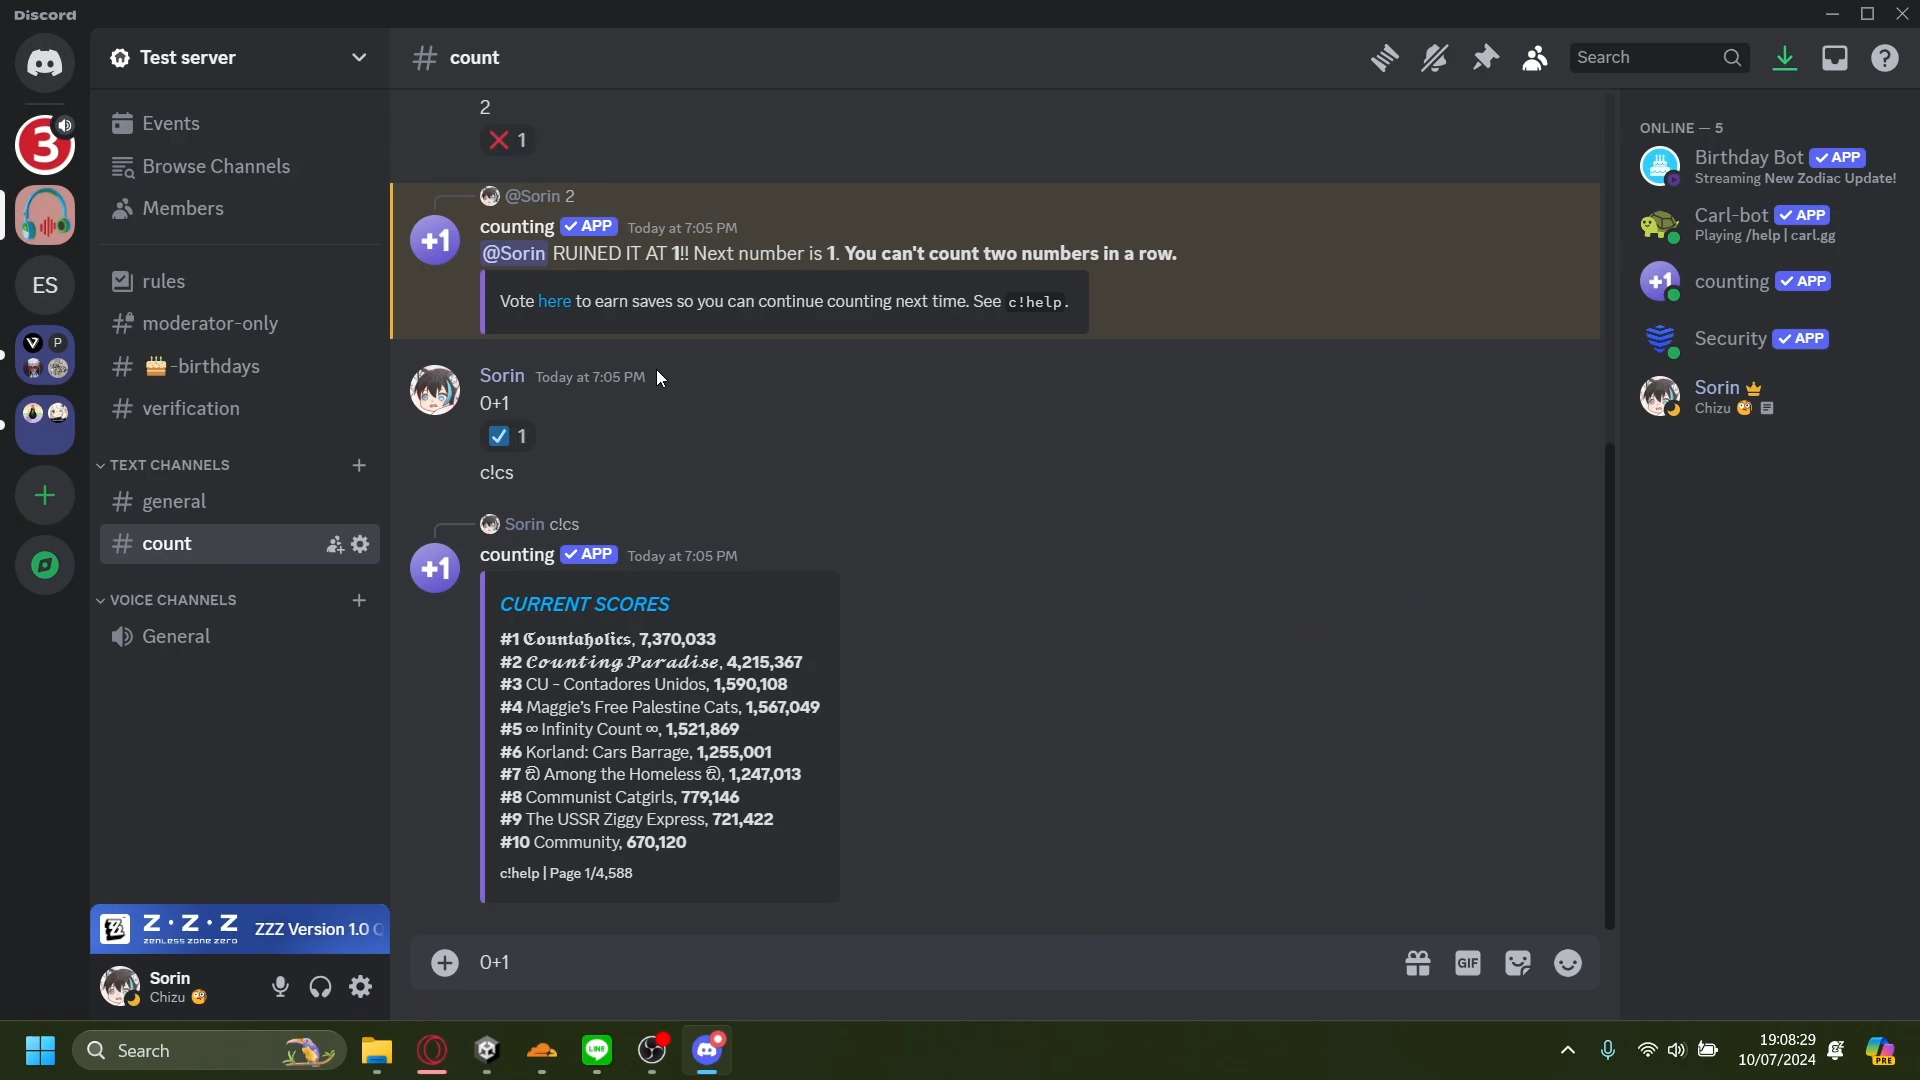 Discord
Test server
Events
Browse Channels
Members
rules
moderator-only
-birthdays
verification
TEXT CHANNELS
general
count
VOICE CHANNELS
General
3
ES
P
Z·Z·Z
ZENLESS ZONE ZERO
ZZZ Version 1.0
Sorin
Chizu
count
Search
2
1
@Sorin 2
+1
counting APP Today at 7:05 PM
@Sorin RUINED IT AT 1!! Next number is 1. You can't count two numbers in a row.
Vote here to earn saves so you can continue counting next time. See c!help.
Sorin Today at 7:05 PM
0+1
1
c!cs
Sorin c!cs
+1
counting APP Today at 7:05 PM
CURRENT SCORES
#1 𝕮𝖔𝖚𝖓𝖙𝖆𝖍𝖔𝖑𝖎𝖈𝖘, 7,370,033
#2 𝓒𝓸𝓾𝓷𝓽𝓲𝓷𝓰 𝓟𝓪𝓻𝓪𝓭𝓲𝓼𝓮, 4,215,367
#3 CU - Contadores Unidos, 1,590,108
#4 Maggie's Free Palestine Cats, 1,567,049
#5 ∞ Infinity Count ∞, 1,521,869
#6 Korland: Cars Barrage, 1,255,001
#7 Among the Homeless, 1,247,013
#8 Communist Catgirls, 779,146
#9 The USSR Ziggy Express, 721,422
#10 Community, 670,120
c!help | Page 1/4,588
0+1
GIF
ONLINE — 5
Birthday Bot APP
Streaming New Zodiac Update!
Carl-bot APP
Playing /help | carl.gg
+1
counting APP
Security APP
Sorin
Chizu
Search
LINE
19:08:29
10/07/2024
PRE